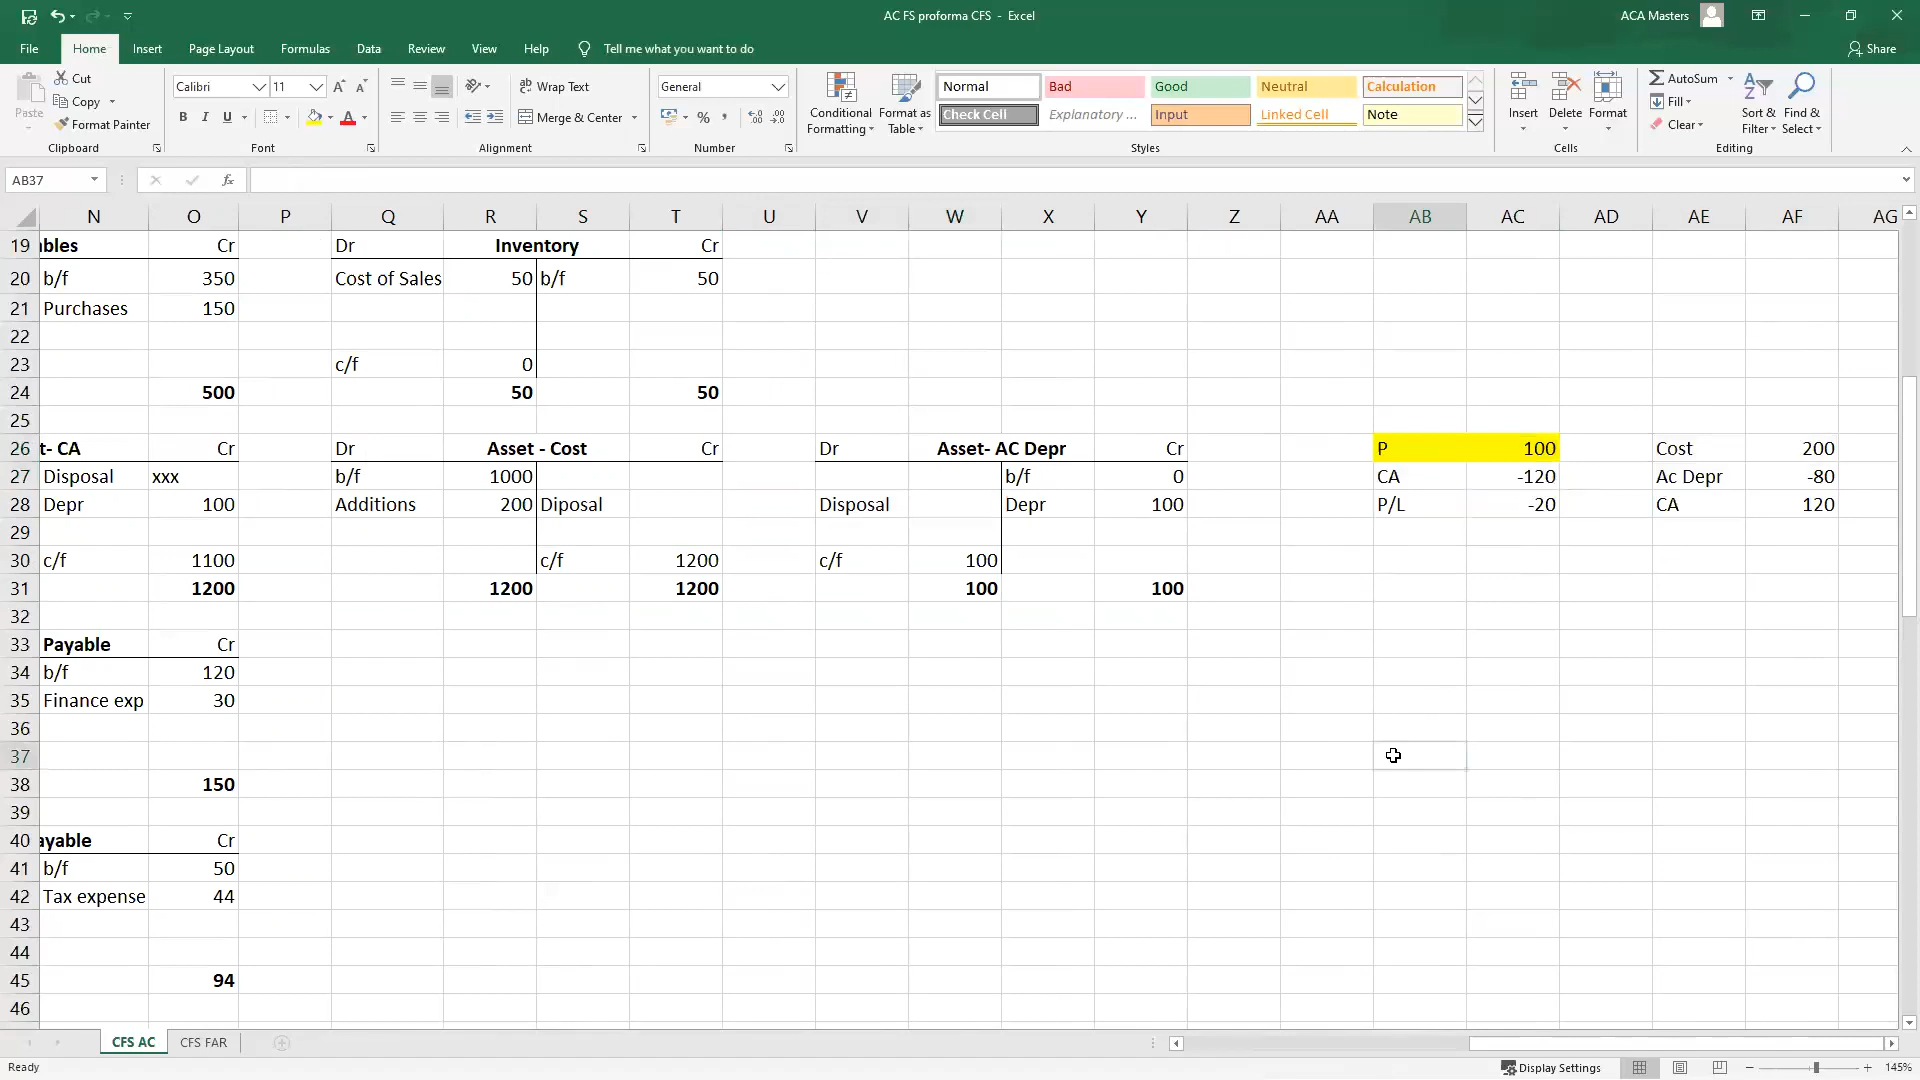 AC FS proforma CFS - Excel
ACA Masters
File Home Insert Page Layout Formulas Data Review View Help Tell me what you want to do Share
Paste
Cut
Copy
Format Painter
Clipboard
Calibri 11
B I U
Font
Wrap Text
Merge & Center
Alignment
General
Number
Conditional Formatting
Format as Table
Normal Bad Good Neutral Calculation
Check Cell Explanatory ... Input Linked Cell Note
Styles
Insert Delete Format
Cells
AutoSum
Fill
Clear
Sort & Filter
Find & Select
Editing
AB37
fx
N O P Q R S T U V W X Y Z AA AB AC AD AE AF AG
19 ables Cr Dr Inventory Cr
20 b/f 350 Cost of Sales 50 b/f 50
21 Purchases 150
22
23 c/f 0
24 500 50 50
25
26 t- CA Cr Dr Asset - Cost Cr Dr Asset- AC Depr Cr P 100 Cost 200
27 Disposal xxx b/f 1000 b/f 0 CA -120 Ac Depr -80
28 Depr 100 Additions 200 Diposal Disposal Depr 100 P/L -20 CA 120
29
30 c/f 1100 c/f 1200 c/f 100
31 1200 1200 1200 100 100
32
33 Payable Cr
34 b/f 120
35 Finance exp 30
36
37
38 150
39
40 ayable Cr
41 b/f 50
42 Tax expense 44
43
44
45 94
46
CFS AC CFS FAR
Ready
Display Settings
145%